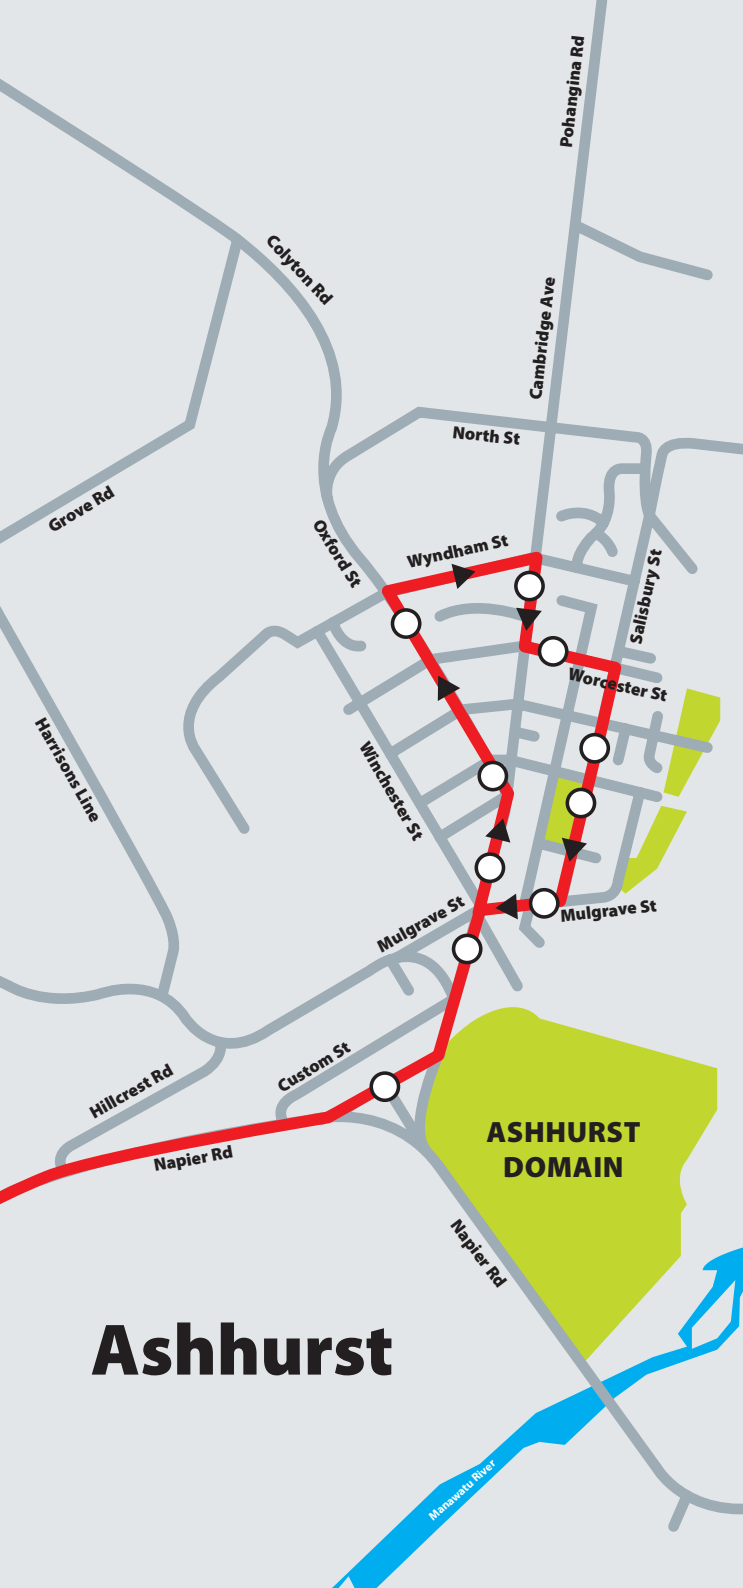 Pohangina Rd
Colyton Rd
Cambridge Ave
North St
Grove Rd
Oxford St
Wyndham St
Salisbury St
Worcester St
Harrisons Line
Winchester St
Mulgrave St
Mulgrave St
Custom St
Hillcrest Rd
Napier Rd
ASHHURST
DOMAIN
Napier Rd
Ashhurst
Manawatu River